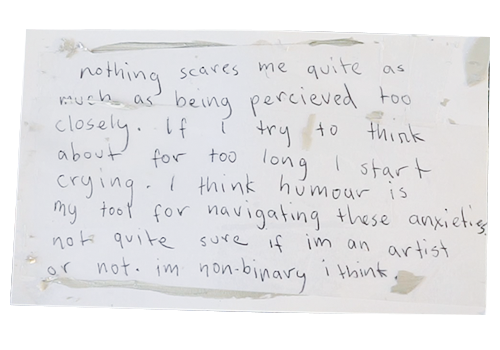 nothing scares me quite as
much as being percieved too
closely. If I try to think
about for too long I start
crying. I think humour is
my tool for navigating these anxieties
not quite sure if im an artist
or not. im non-binary i think.